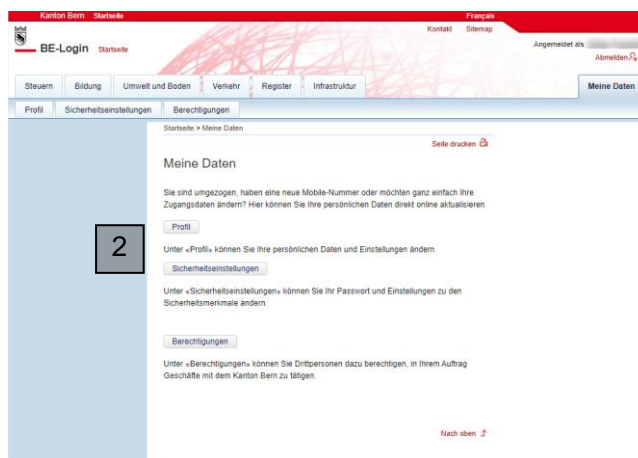 Kanton Bern Startseite Français
Kontakt Sitemap
BE-Login Startseite
Angemeldet als
Abmelden
Steuern Bildung Umwelt und Boden Verkehr Register Infrastruktur Meine Daten
Profil Sicherheitseinstellungen Berechtigungen
Startseite > Meine Daten
Seite drucken
Meine Daten
Sie sind umgezogen, haben eine neue Mobile-Nummer oder möchten ganz einfach Ihre
Zugangsdaten ändern? Hier können Sie Ihre persönlichen Daten direkt online aktualisieren.
Profil
2
Unter «Profil» können Sie Ihre persönlichen Daten und Einstellungen ändern.
Sicherheitseinstellungen
Unter «Sicherheitseinstellungen» können Sie Ihr Passwort und Einstellungen zu den
Sicherheitsmerkmale ändern.
Berechtigungen
Unter «Berechtigungen» können Sie Drittpersonen dazu berechtigen, in Ihrem Auftrag
Geschäfte mit dem Kanton Bern zu tätigen.
Nach oben